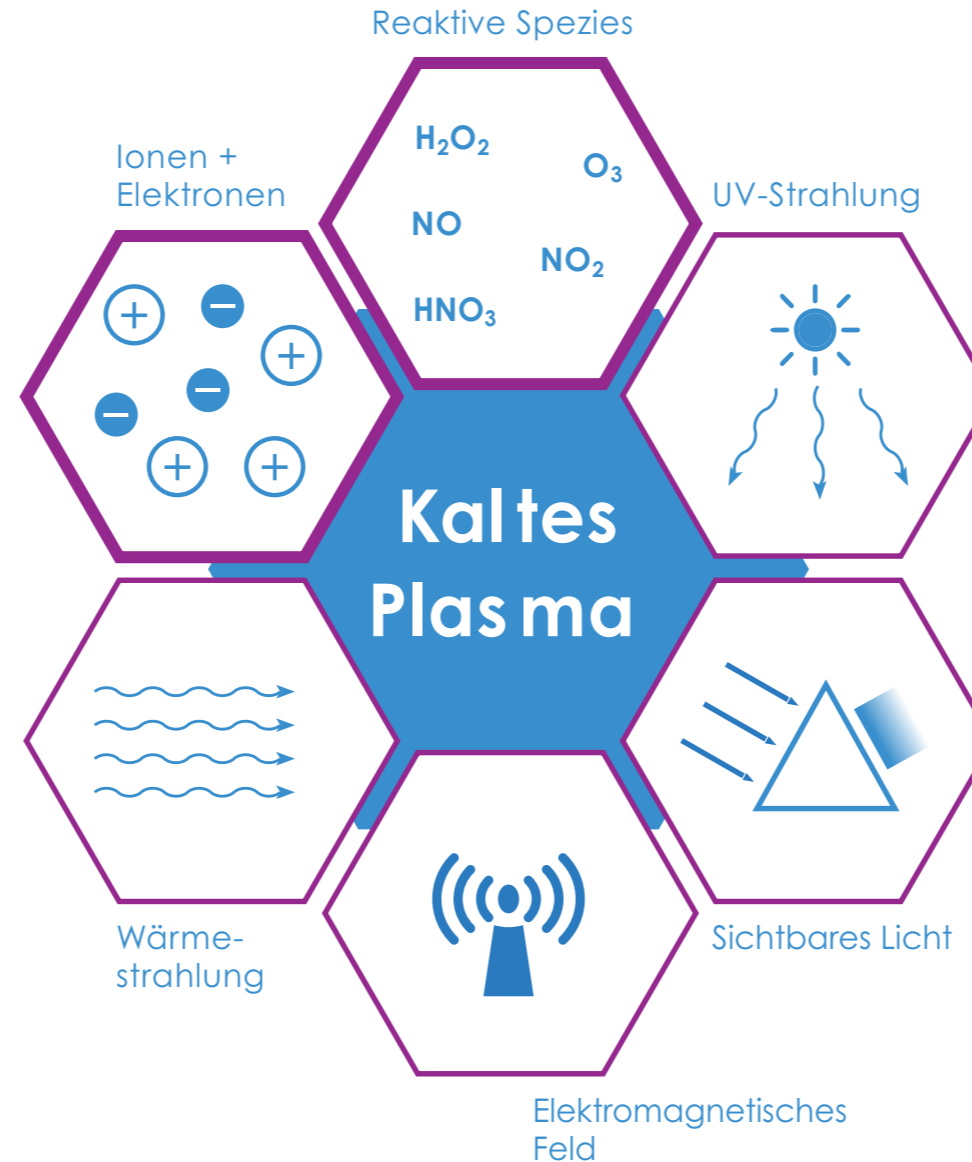 Reaktive Spezies
H₂O₂
O₃
NO
NO₂
HNO₃
Ionen +
Elektronen
UV-Strahlung
Kaltes
Plasma
Wärme-
strahlung
Sichtbares Licht
Elektromagnetisches
Feld